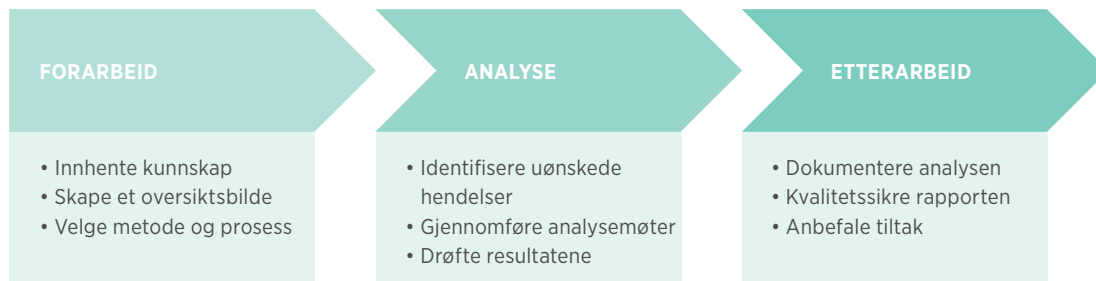 FORARBEID
• Innhente kunnskap
• Skape et oversiktsbilde
• Velge metode og prosess
ANALYSE
• Identifisere uønskede
hendelser
• Gjennomføre analysemøter
• Drøfte resultatene
ETTERARBEID
• Dokumentere analysen
• Kvalitetssikre rapporten
• Anbefale tiltak